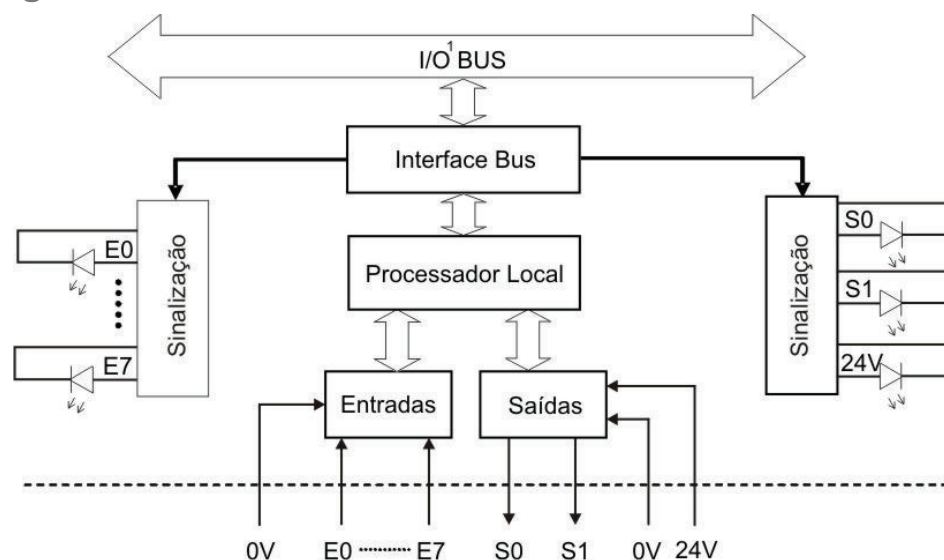 I/O¹ BUS
Interface Bus
Sinalização
E0
E7
Processador Local
Sinalização
S0
S1
24V
Entradas
Saídas
0V E0 ·········· E7 S0 S1 0V 24V